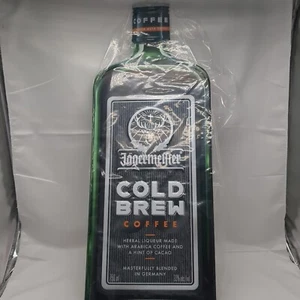 COFFEE
Jägermeister
COLD
BREW
COFFEE
HERBAL LIQUEUR MADE
WITH ARABICA COFFEE AND
A HINT OF CACAO
MASTERFULLY BLENDED
IN GERMANY